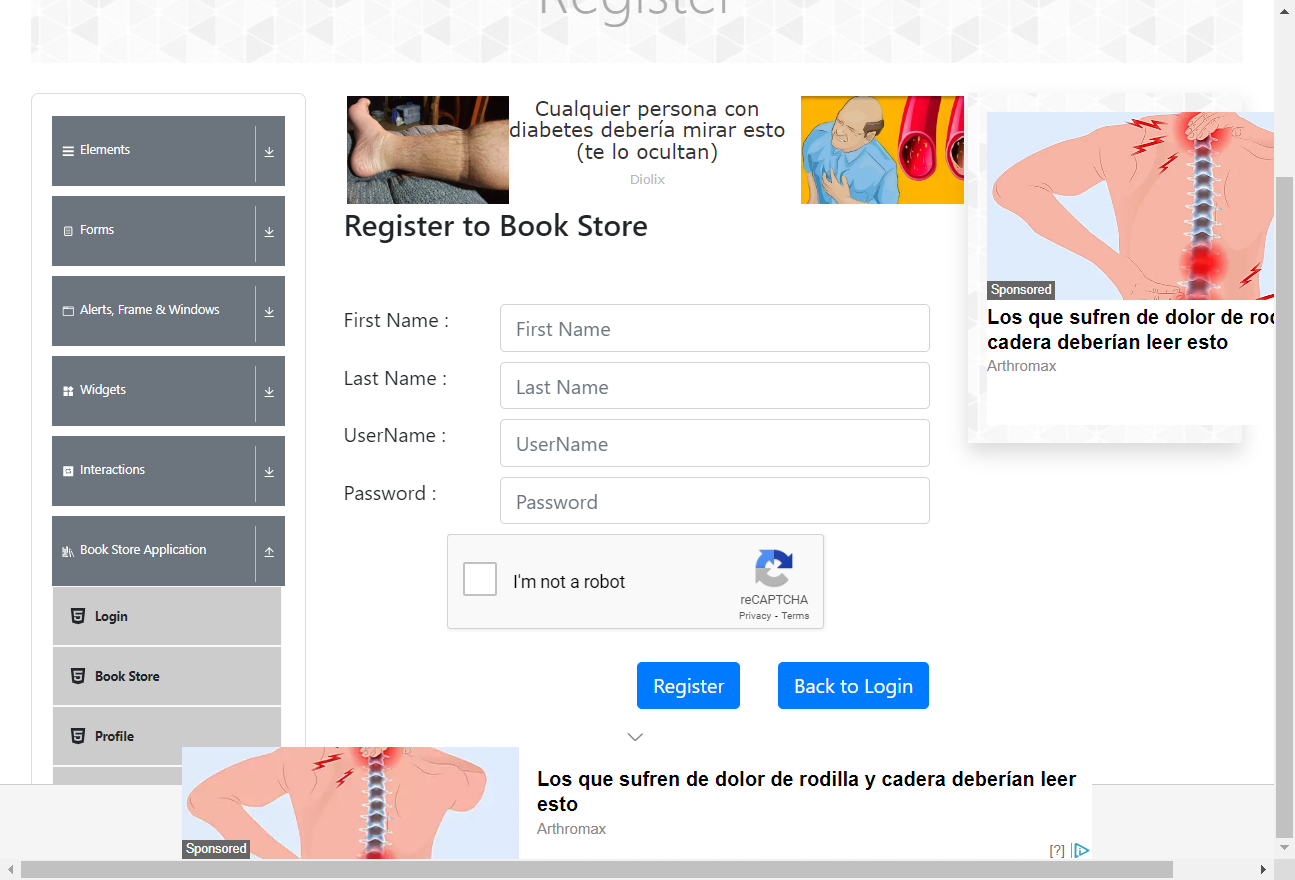 Register
Elements
Forms
Alerts, Frame & Windows
Widgets
Interactions
Book Store Application
Login
Book Store
Profile
Cualquier persona con
diabetes debería mirar esto
(te lo ocultan)
Diolix
Register to Book Store
First Name :
First Name
Last Name :
Last Name
UserName :
UserName
Password :
Password
I'm not a robot
reCAPTCHA
Privacy - Terms
Register
Back to Login
Sponsored
Los que sufren de dolor de ro
cadera deberían leer esto
Arthromax
Sponsored
Los que sufren de dolor de rodilla y cadera deberían leer
esto
Arthromax
[?]